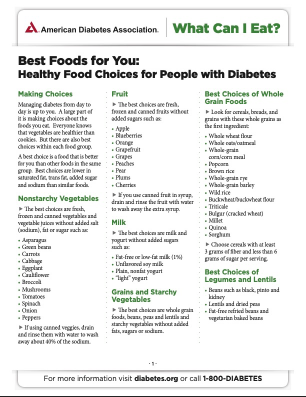 American Diabetes Association.
What Can I Eat?
Best Foods for You:
Healthy Food Choices for People with Diabetes
Making Choices
Managing diabetes from day to
day is up to you. A large part of
it is making choices about the
foods you eat. Everyone knows
that vegetables are healthier than
cookies. But there are also best
choices within each food group.
A best choice is a food that is better
for you than other foods in the same
group. Best choices are lower in
saturated fat, trans fat, added sugar
and sodium than similar foods.
Nonstarchy Vegetables
➤ The best choices are fresh,
frozen and canned vegetables and
vegetable juices without added salt
(sodium), fat or sugar such as:
• Asparagus
• Green beans
• Carrots
• Cabbage
• Eggplant
• Cauliflower
• Broccoli
• Mushrooms
• Tomatoes
• Spinach
• Onion
• Peppers
➤ If using canned veggies, drain
and rinse them with water to wash
away about 40% of the sodium.
Fruit
➤ The best choices are fresh,
frozen and canned fruits without
added sugars such as:
• Apple
• Blueberries
• Orange
• Grapefruit
• Grapes
• Peaches
• Pear
• Plums
• Cherries
➤ If you use canned fruit in syrup,
drain and rinse the fruit with water
to wash away the extra syrup.
Milk
➤ The best choices are milk and
yogurt without added sugars
such as:
• Fat-free or low-fat milk (1%)
• Unflavored soy milk
• Plain, nonfat yogurt
• "light" yogurt
Grains and Starchy
Vegetables
➤ The best choices are whole grain
foods, beans, peas and lentils and
starchy vegetables without added
fats, sugars or sodium.
Best Choices of Whole
Grain Foods
➤ Look for cereals, breads, and
grains with these whole grains as
the first ingredient:
• Whole wheat flour
• Whole oats/oatmeal
• Whole-grain
corn/corn meal
• Popcorn
• Brown rice
• Whole-grain rye
• Whole-grain barley
• Wild rice
• Buckwheat/buckwheat flour
• Triticale
• Bulgur (cracked wheat)
• Millet
• Quinoa
• Sorghum
➤ Choose cereals with at least
3 grams of fiber and less than 6
grams of sugar per serving.
Best Choices of
Legumes and Lentils
• Beans such as black, pinto and
kidney
• Lentils and dried peas
• Fat-free refried beans and
vegetarian baked beans
- 1 -
For more information visit diabetes.org or call 1-800-DIABETES